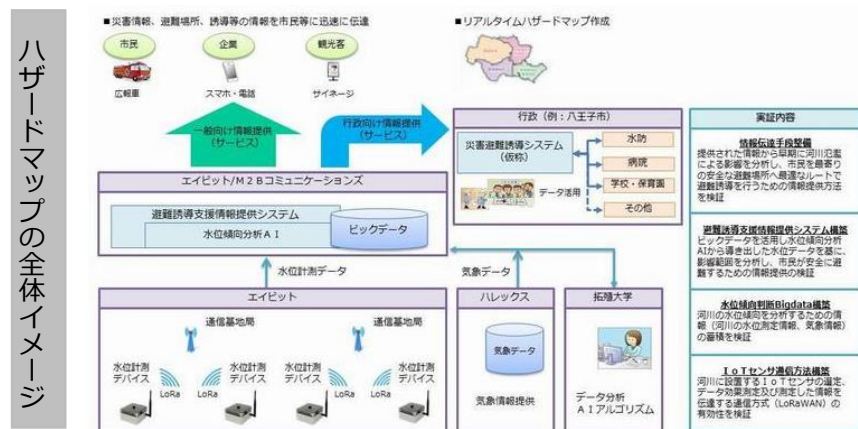 ハザードマップの全体イメージ
■災害情報、避難場所、誘導等の情報を市民等に迅速に伝達
■リアルタイムハザードマップ作成
市民
企業
観光客
広報車
スマホ・電話
サイネージ
一般向け情報提供
（サービス）
行政向け情報提供
（サービス）
行政（例：八王子市）
災害避難誘導システム
（仮称）
データ活用
水防
病院
学校・保育園
その他
エイビット/Ｍ２Ｂコミュニケーションズ
避難誘導支援情報提供システム
水位傾向分析ＡＩ
ビックデータ
水位計測データ
気象データ
エイビット
通信基地局
通信基地局
水位計測
デバイス
水位計測
デバイス
水位計測
デバイス
水位計測
デバイス
LoRa
LoRa
LoRa
LoRa
ハレックス
気象データ
気象情報提供
拓殖大学
データ分析
ＡＩアルゴリズム
実証内容
情報伝達手段整備
提供された情報から早期に河川氾濫
による影響を分析し、市民を最寄り
の安全な避難場所へ最適なルートで
避難誘導を行うための情報提供方法
を検証
避難誘導支援情報提供システム構築
ビックデータを活用し水位傾向分析
AIから導き出した水位データを基に、
影響範囲を分析し、市民が安全に避
難するための情報提供の検証
水位傾向判断Bigdata構築
河川の水位傾向を分析するための情
報（河川の水位測定情報、気象情報）
の蓄積を検証
ＩｏＴセンサ通信方法構築
河川に設置するＩｏＴセンサの選定、
データ効果測定及び測定した情報を
伝達する通信方式（LoRaWAN）の
有効性を検証